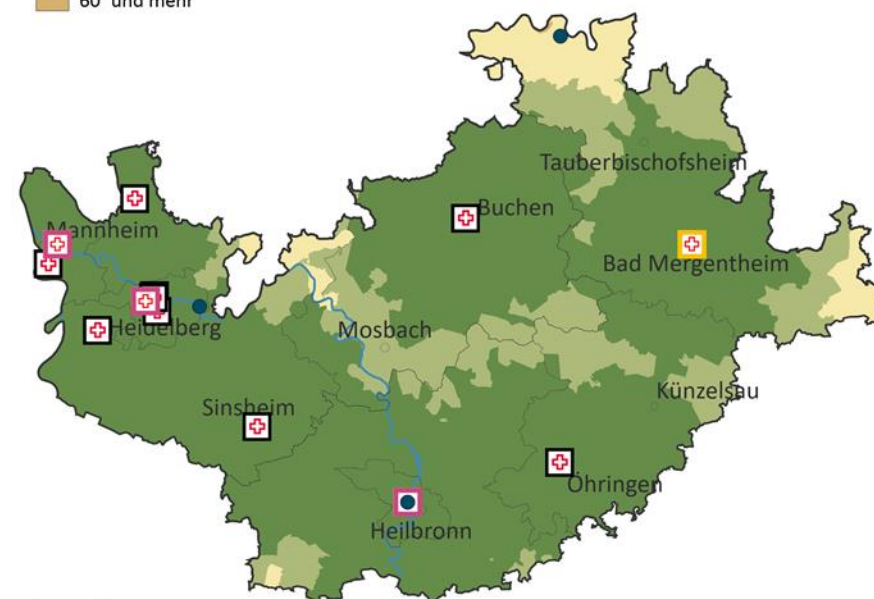 60 und mehr
Tauberbischofsheim
Buchen
Mannheim
Bad Mergentheim
Heidelberg
Mosbach
Künzelsau
Sinsheim
Öhringen
Heilbronn